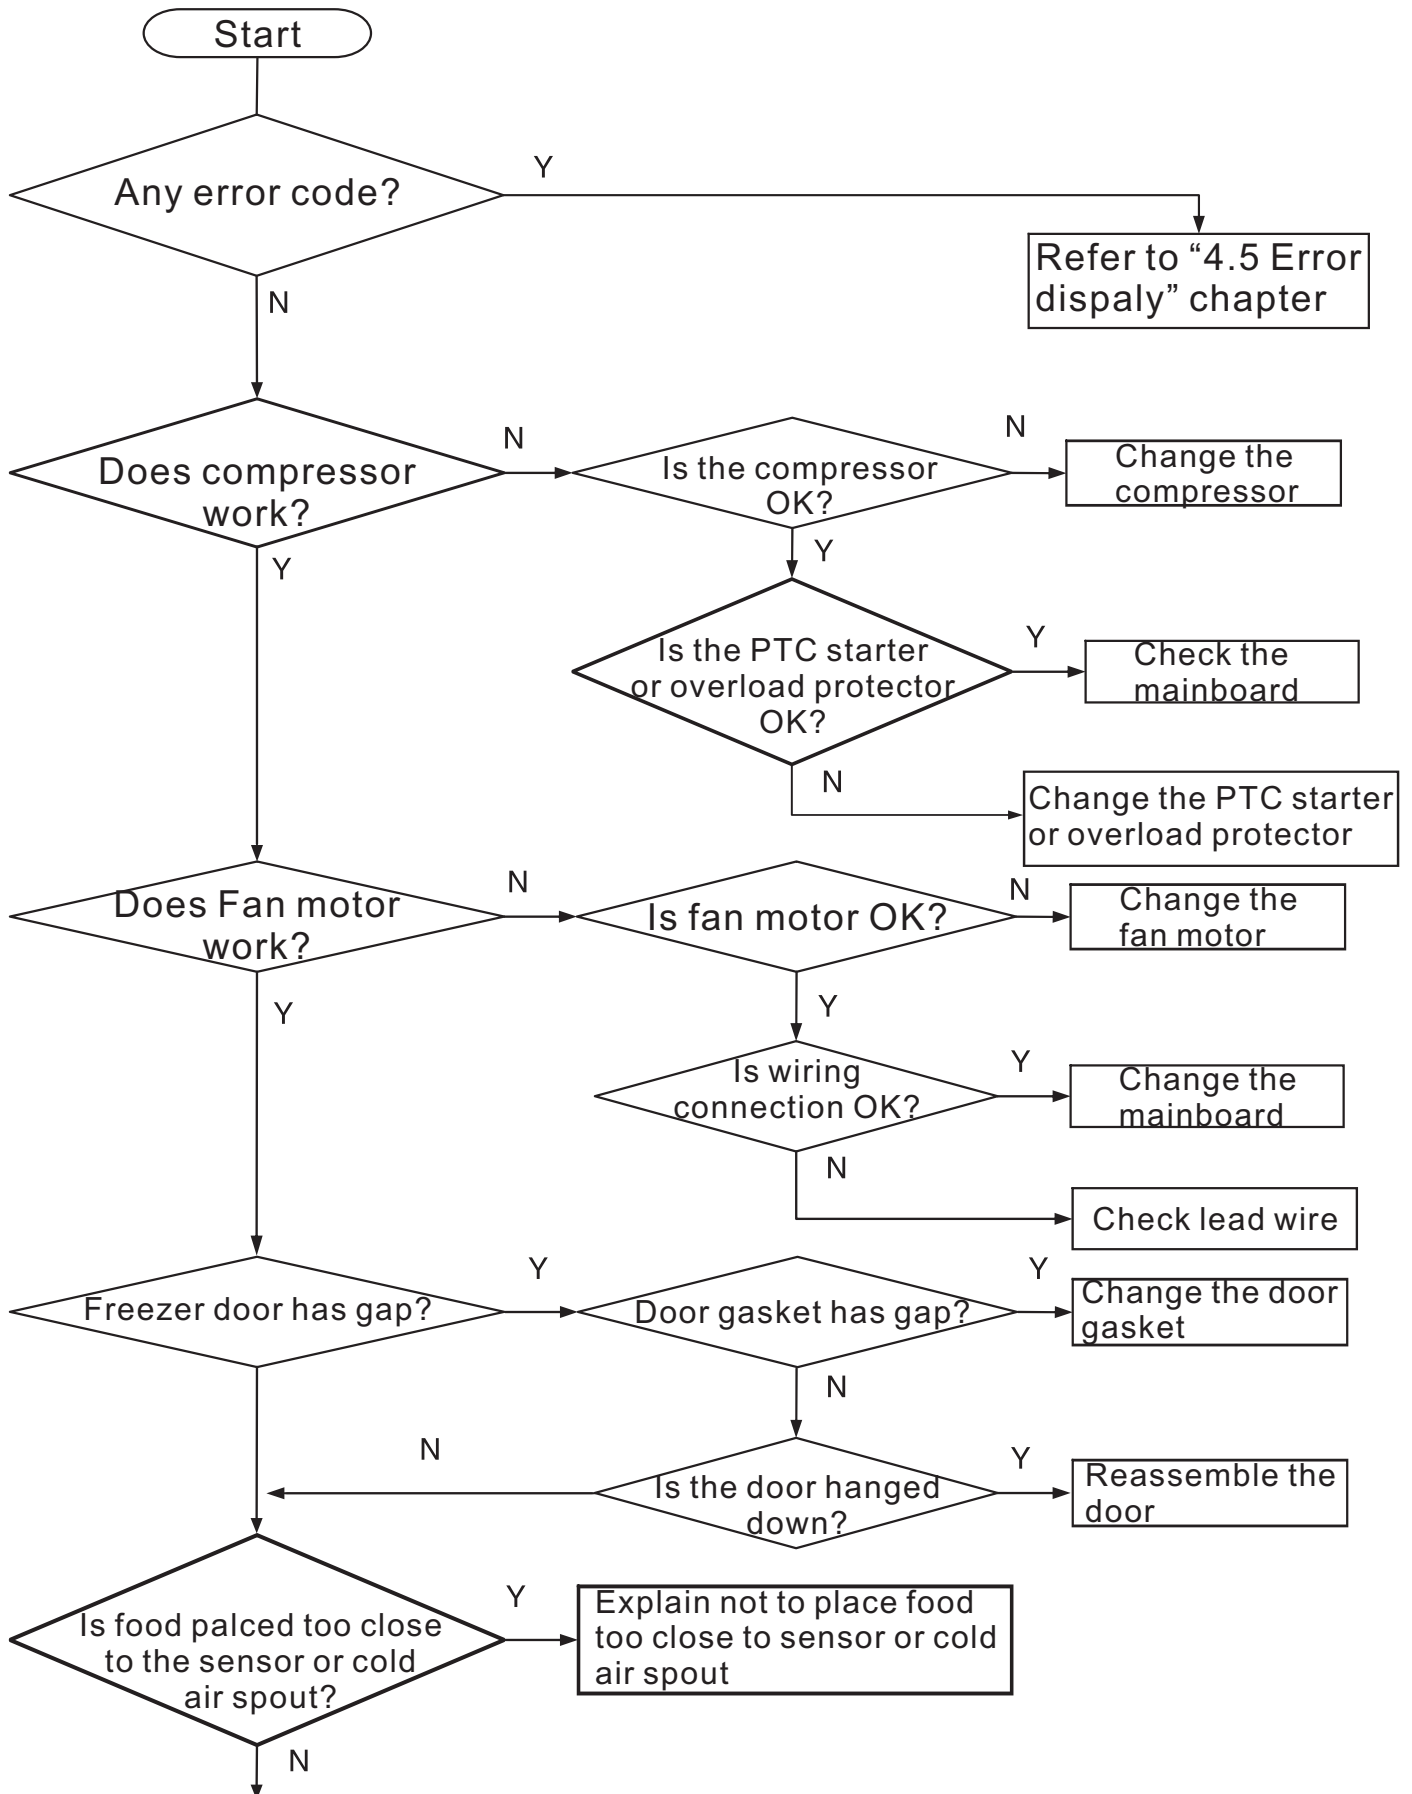 Start
Any error code?
Y
Refer to “4.5 Error
dispaly” chapter
N
Does compressor
work?
N
Is the compressor
OK?
N
Change the
compressor
Y
Y
Is the PTC starter
or overload protector
OK?
Y
Check the
mainboard
N
Change the PTC starter
or overload protector
Does Fan motor
work?
N
Is fan motor OK?
N
Change the
fan motor
Y
Y
Is wiring
connection OK?
Y
Change the
mainboard
N
Check lead wire
Freezer door has gap?
Y
Door gasket has gap?
Y
Change the door
gasket
N
N
Is the door hanged
down?
Y
Reassemble the
door
Is food palced too close
to the sensor or cold
air spout?
Y
Explain not to place food
too close to sensor or cold
air spout
N